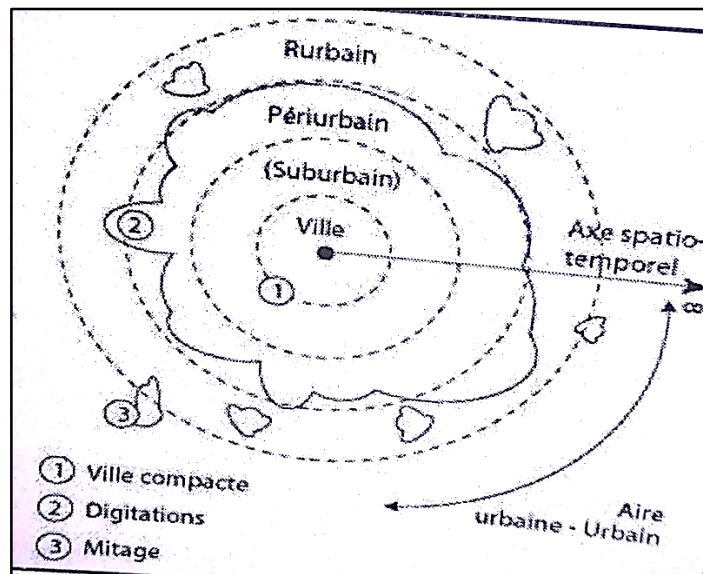 Rurbain
Périurbain
(Suburbain)
Ville
Axe spatio-
temporel
∞
2
1
3
Aire
urbaine - Urbain
1 Ville compacte
2 Digitations
3 Mitage